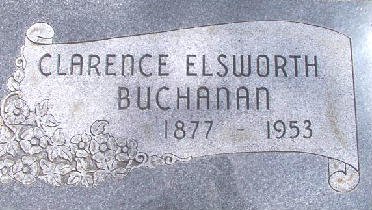 CLARENCE ELSWORTH
BUCHANAN
1877 - 1953